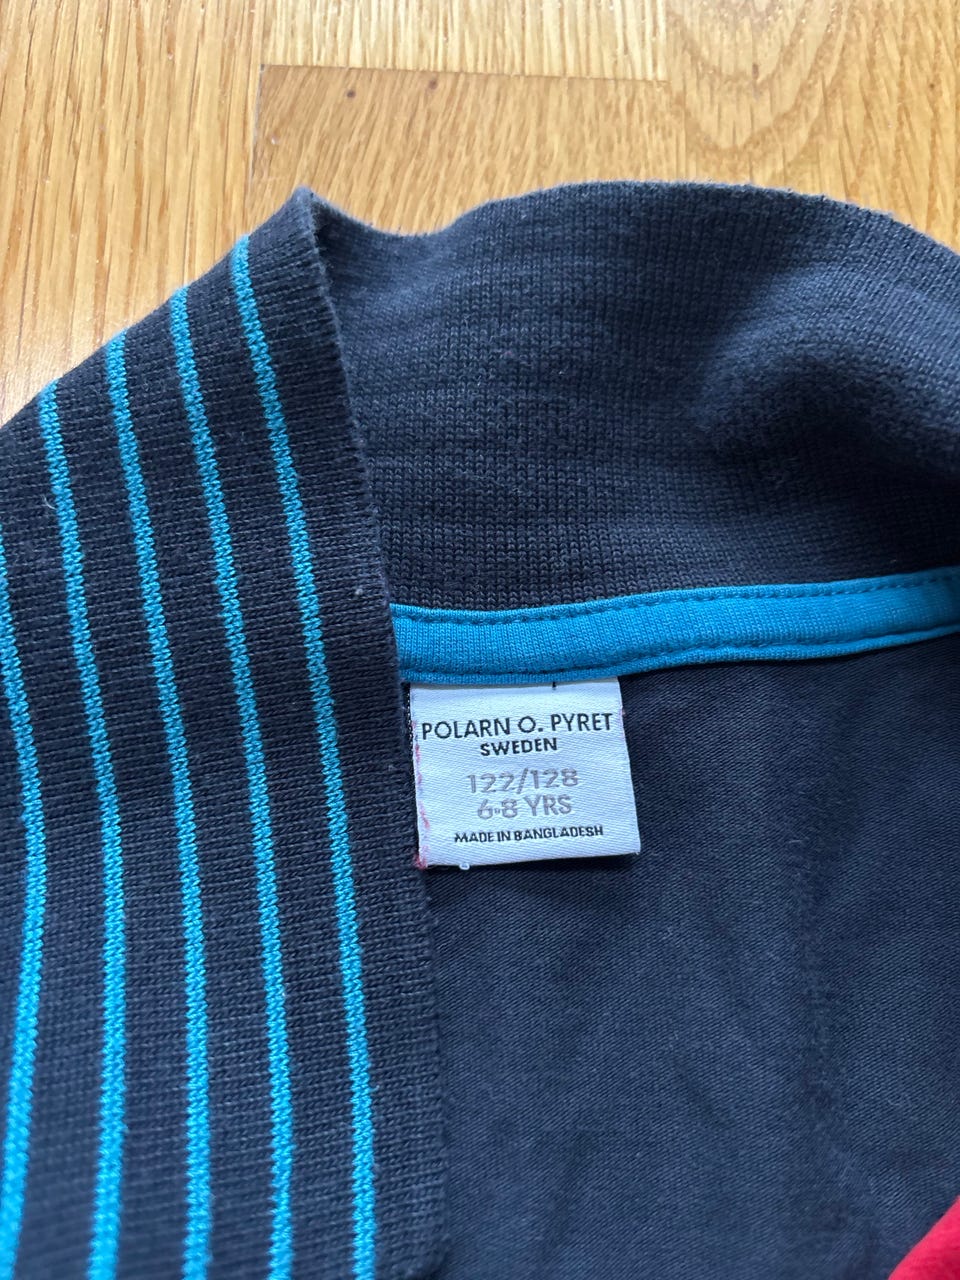 POLARN O. PYRET
SWEDEN
122/128
6-8 YRS
MADE IN BANGLADESH